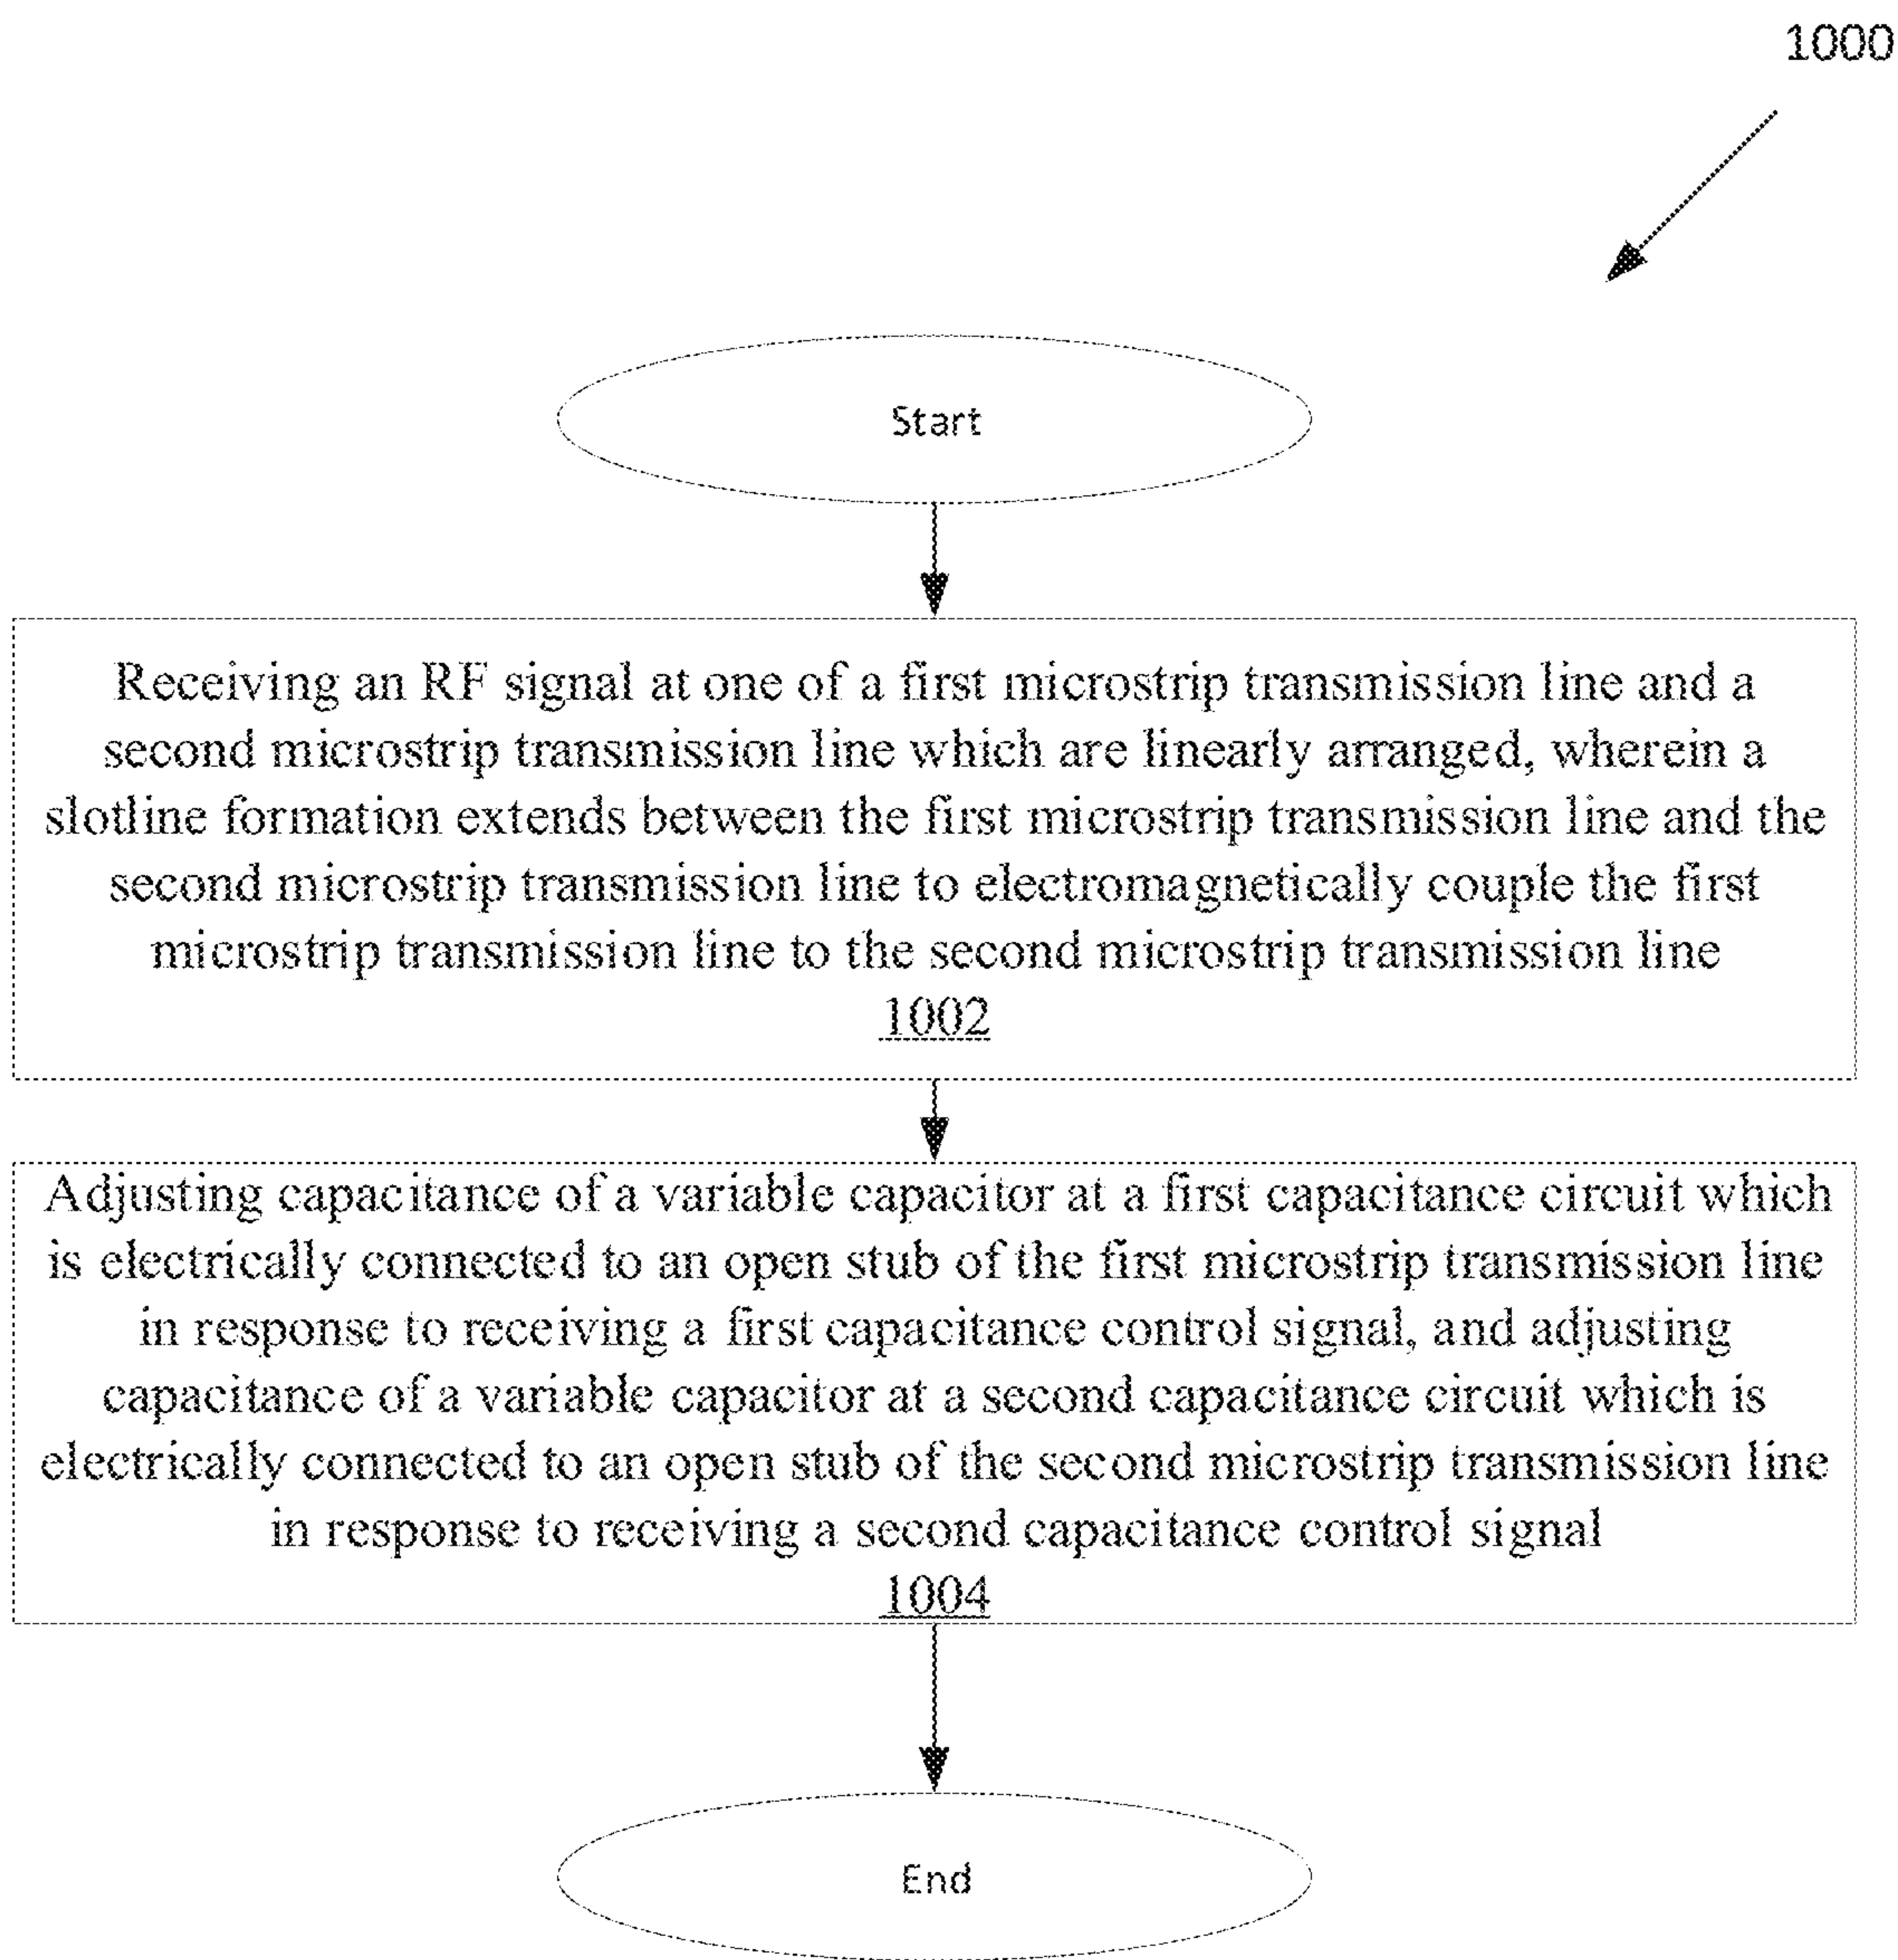 1000
Start
Receiving an RF signal at one of a first microstrip transmission line and a
second microstrip transmission line which are linearly arranged, wherein a
slotline formation extends between the first microstrip transmission line and the
second microstrip transmission line to electromagnetically couple the first
microstrip transmission line to the second microstrip transmission line
1002
Adjusting capacitance of a variable capacitor at a first capacitance circuit which
is electrically connected to an open stub of the first microstrip transmission line
in response to receiving a first capacitance control signal, and adjusting
capacitance of a variable capacitor at a second capacitance circuit which is
electrically connected to an open stub of the second microstrip transmission line
in response to receiving a second capacitance control signal
1004
End